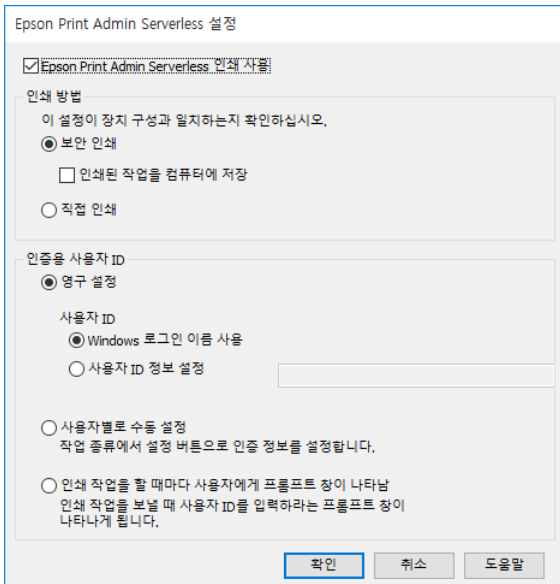 Epson Print Admin Serverless 설정
Epson Print Admin Serverless 인쇄 사용
인쇄 방법
이 설정이 장치 구성과 일치하는지 확인하십시오.
보안 인쇄
인쇄된 작업을 컴퓨터에 저장
직접 인쇄
인증용 사용자 ID
영구 설정
사용자 ID
Windows 로그인 이름 사용
사용자 ID 정보 설정
사용자별로 수동 설정
작업 종류에서 설정 버튼으로 인증 정보를 설정합니다.
인쇄 작업을 할 때마다 사용자에게 프롬프트 창이 나타남
인쇄 작업을 보낼 때 사용자 ID를 입력하라는 프롬프트 창이
나타나게 됩니다.
확인 취소 도움말